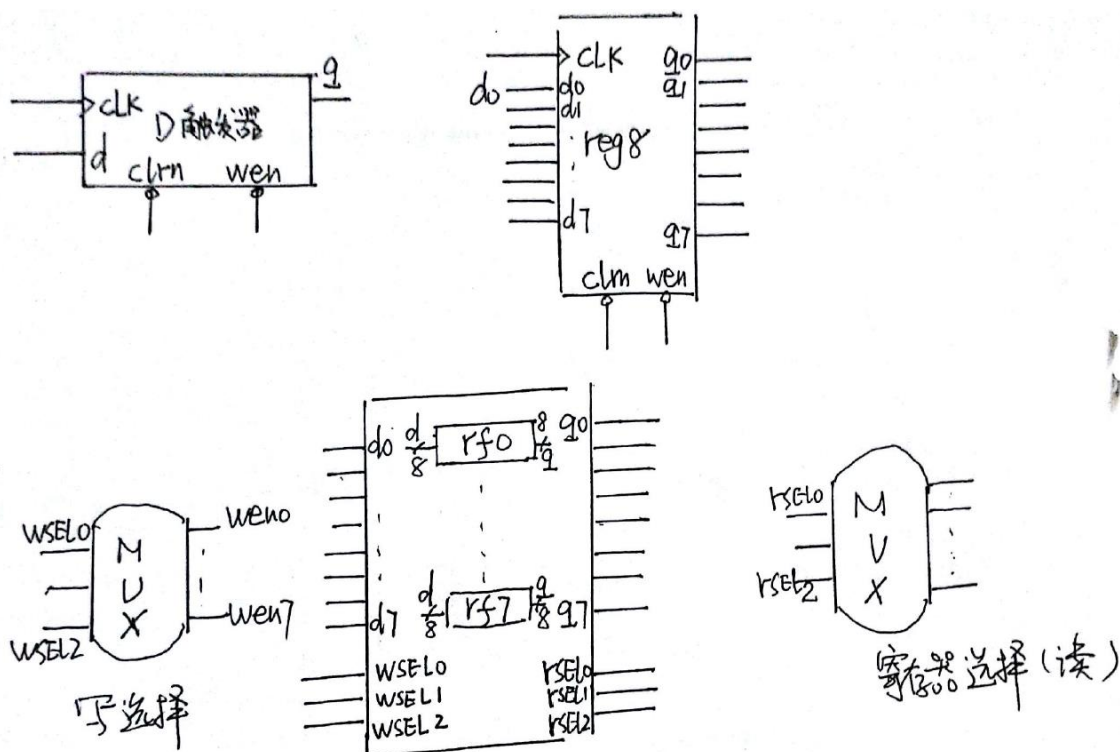 q
CLK
D触发器
d
clrn
wen
CLK
q0
d0
d0
q1
d1
reg8
d7
q7
clrn
wen
d0
d
8
rf0
8
q
q0
WSEL0
MUX
wen0
wen7
WSEL2
写选择
d7
d
8
rf7
q
8
q7
WSEL0
rSEL0
WSEL1
rSEL1
WSEL2
rSEL2
rSEL0
MUX
rSEL2
寄存器选择(读)